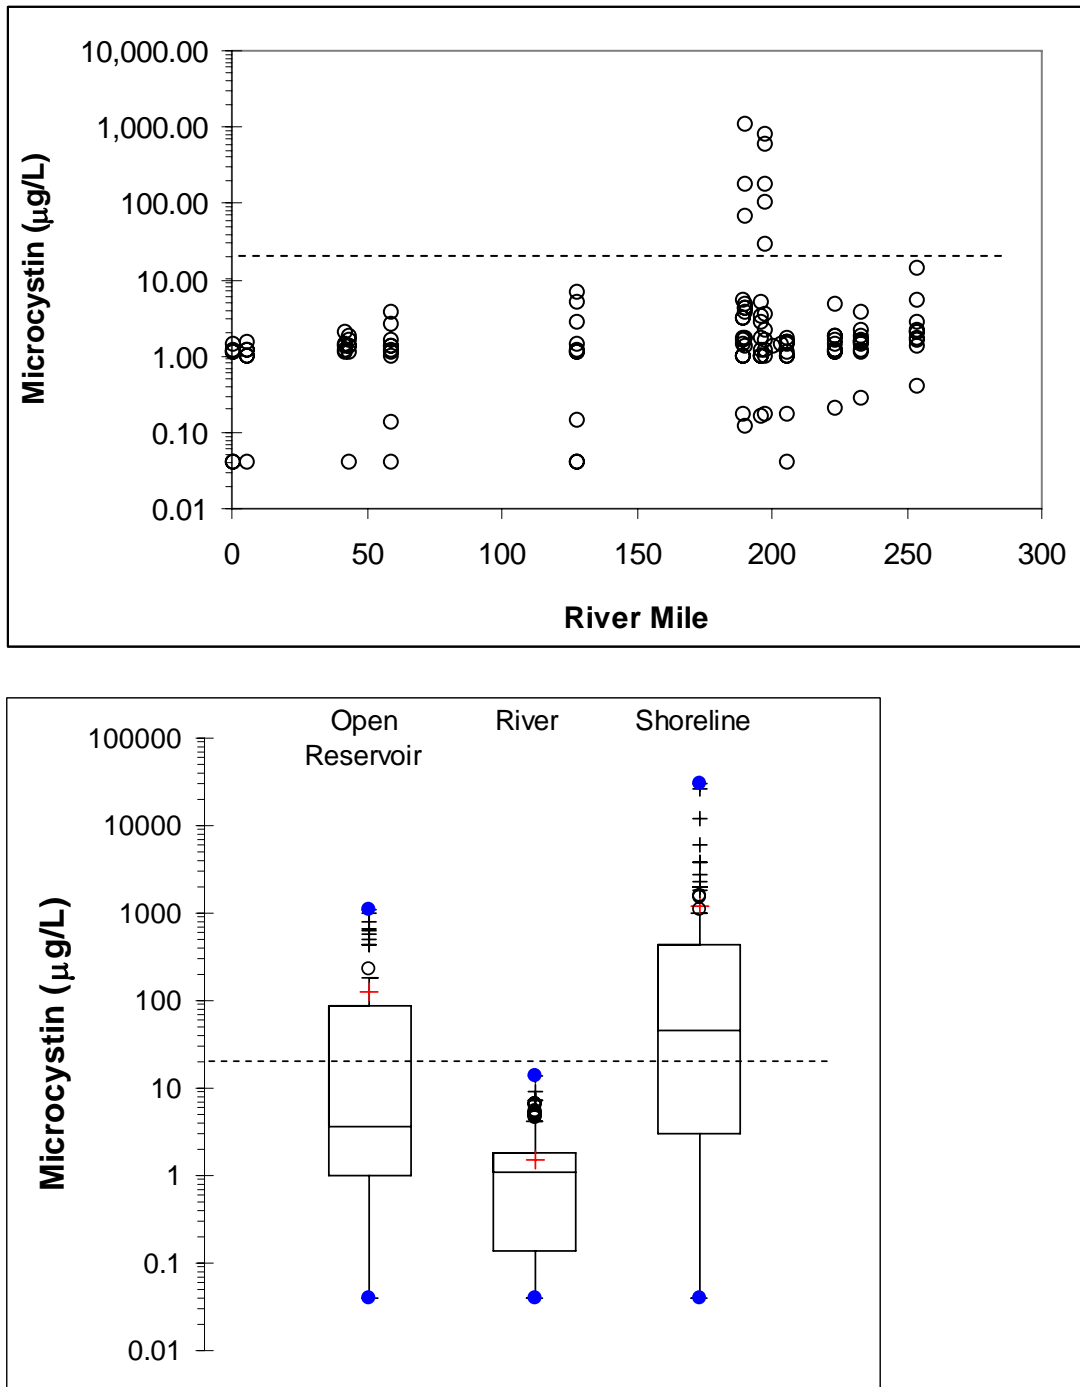 10,000.00
1,000.00
100.00
10.00
1.00
0.10
0.01
Microcystin (µg/L)
0 50 100 150 200 250 300
River Mile
Open Reservoir
River
Shoreline
100000
10000
1000
100
10
1
0.1
0.01
Microcystin (µg/L)